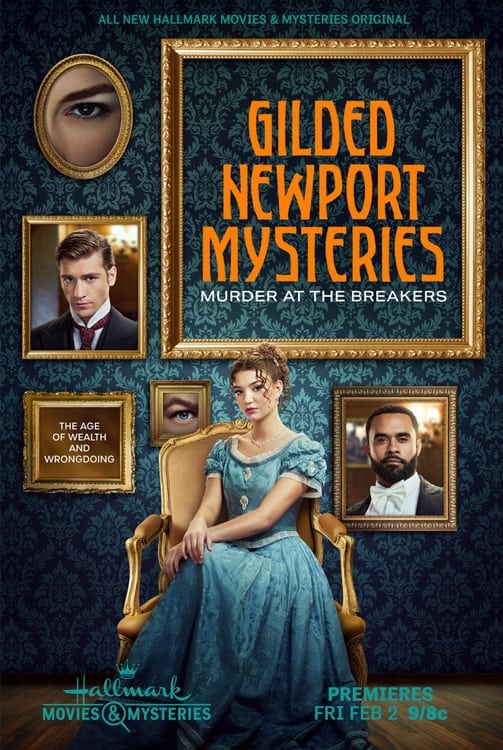 ALL NEW HALLMARK MOVIES & MYSTERIES ORIGINAL
GILDED
NEWPORT
MYSTERIES
MURDER AT THE BREAKERS
THE AGE
OF WEALTH
AND
WRONGDOING
Hallmark
MOVIES & MYSTERIES
PREMIERES
FRI FEB 2 9/8c